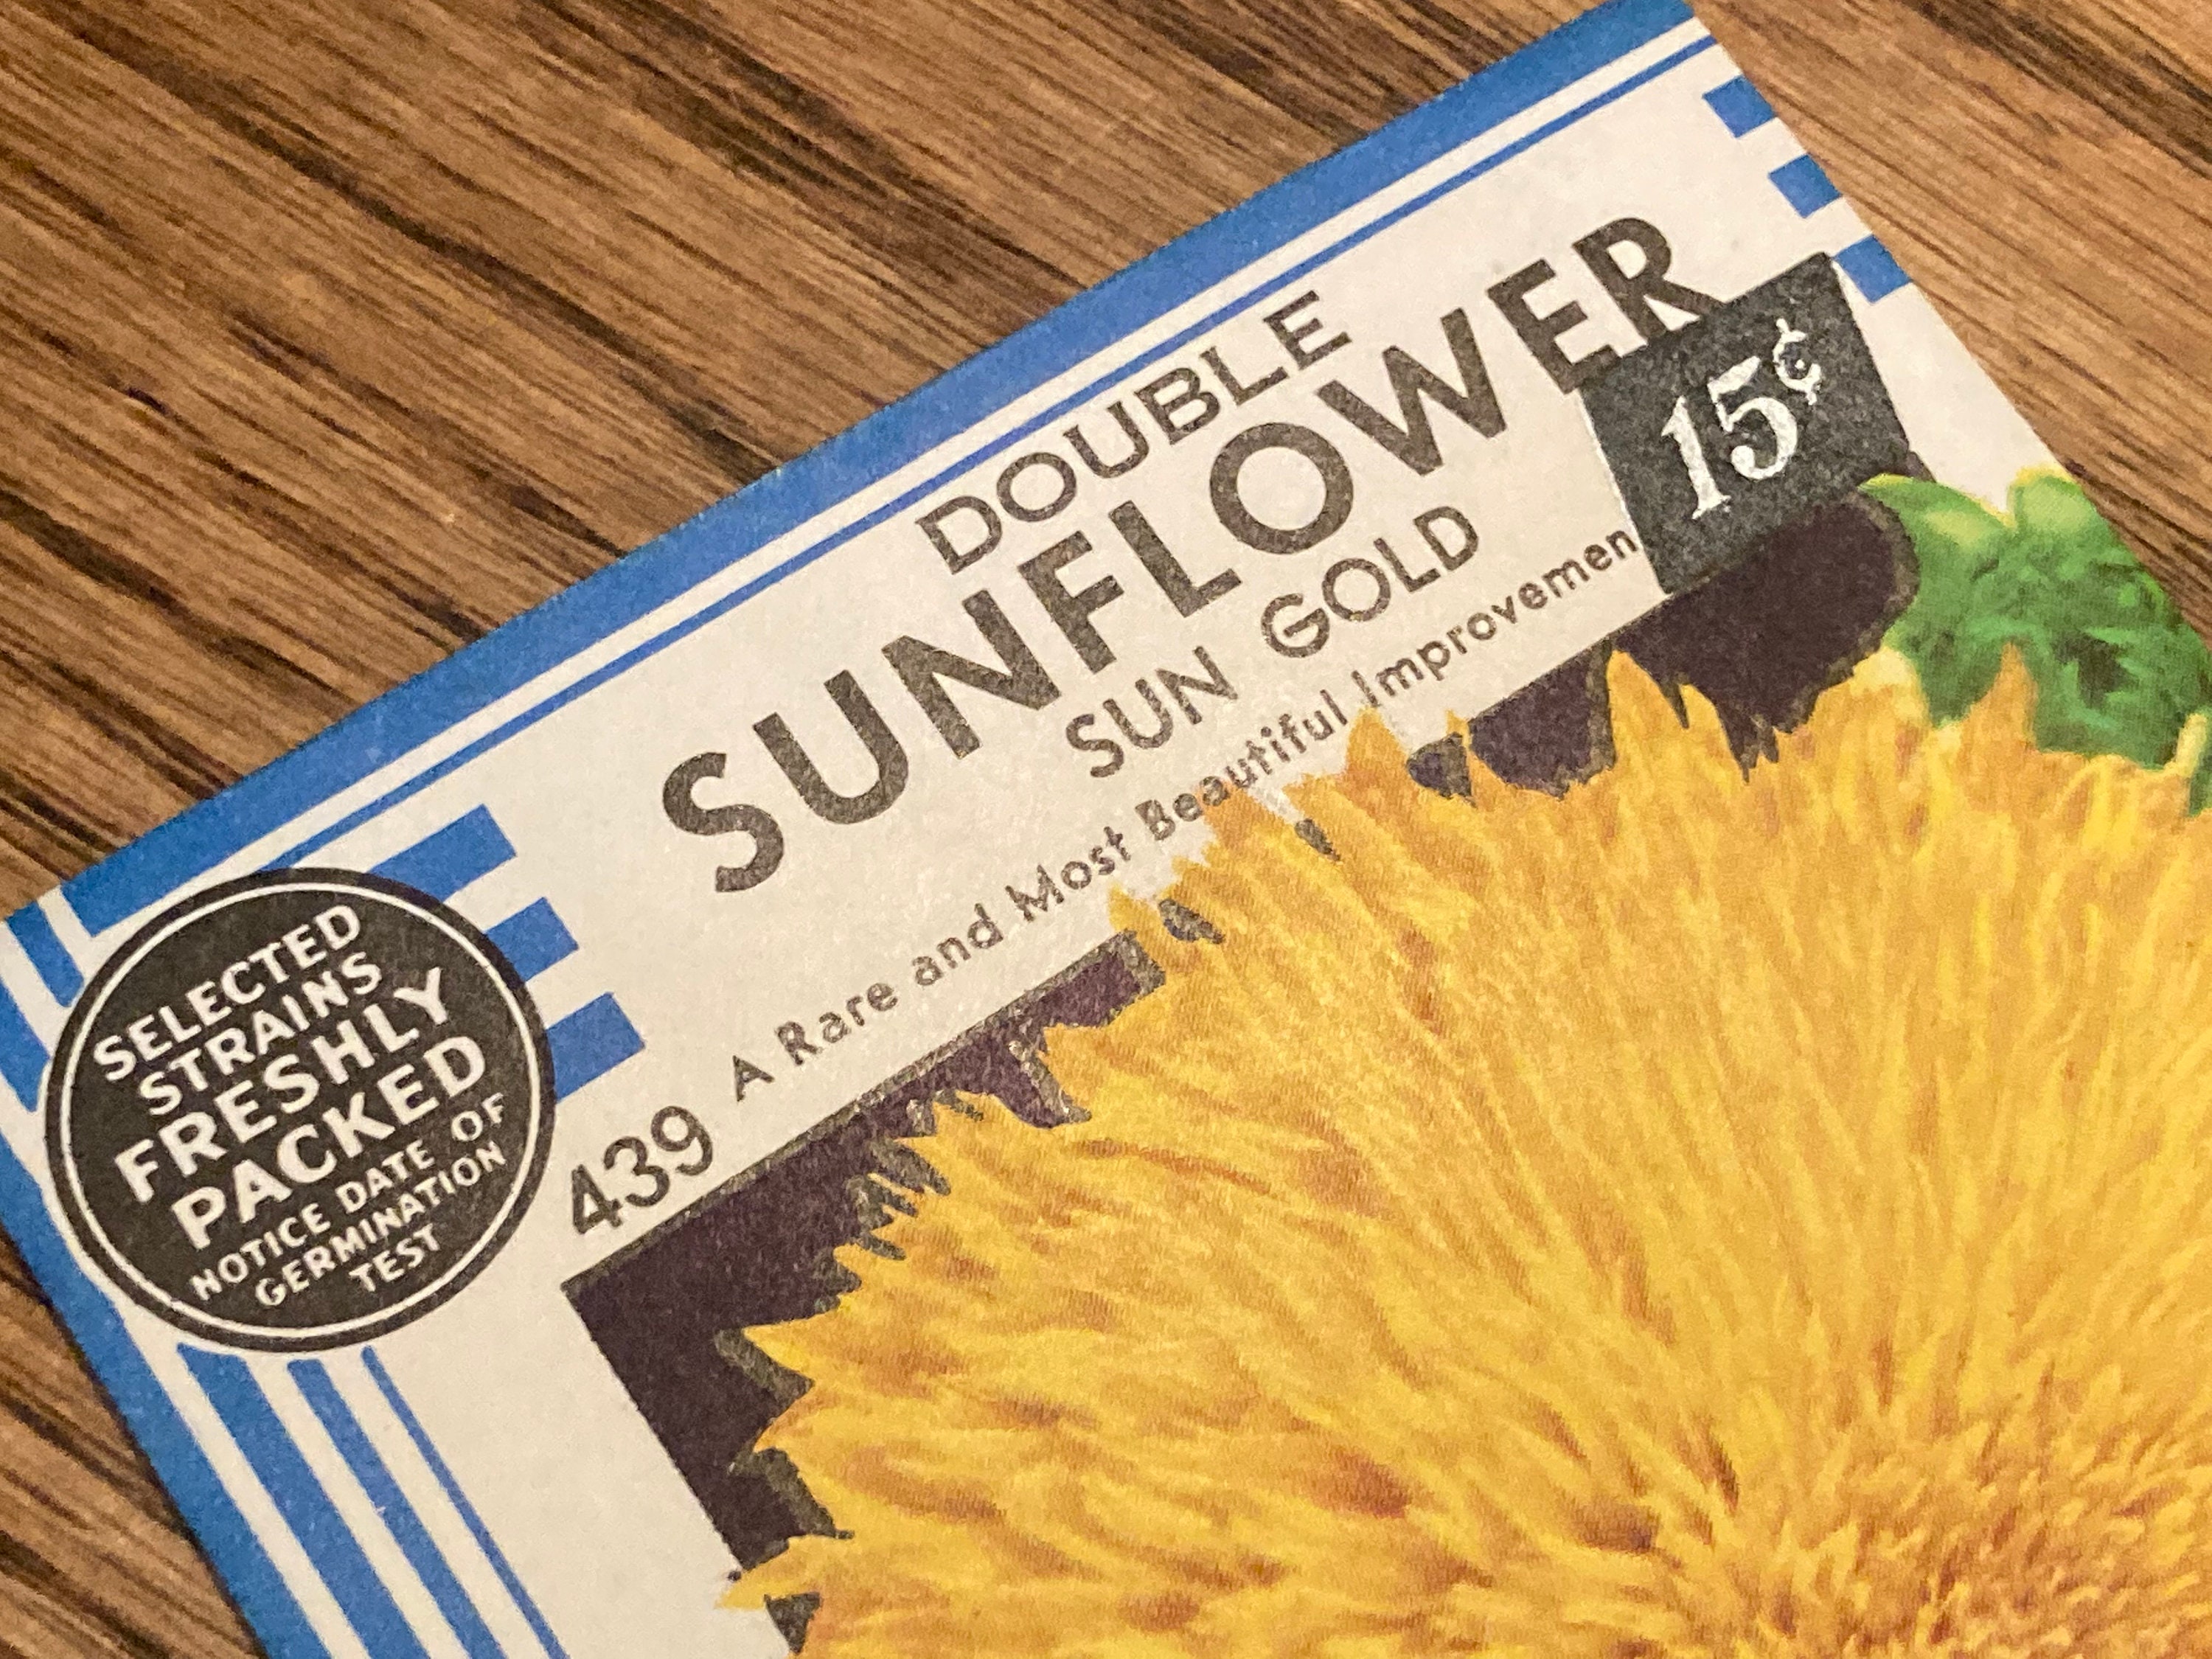 DOUBLE
SUNFLOWER
15¢
SUN GOLD
A Rare and Most Beautiful Improvemen
439
SELECTED
STRAINS
FRESHLY
PACKED
NOTICE DATE OF
GERMINATION
TEST